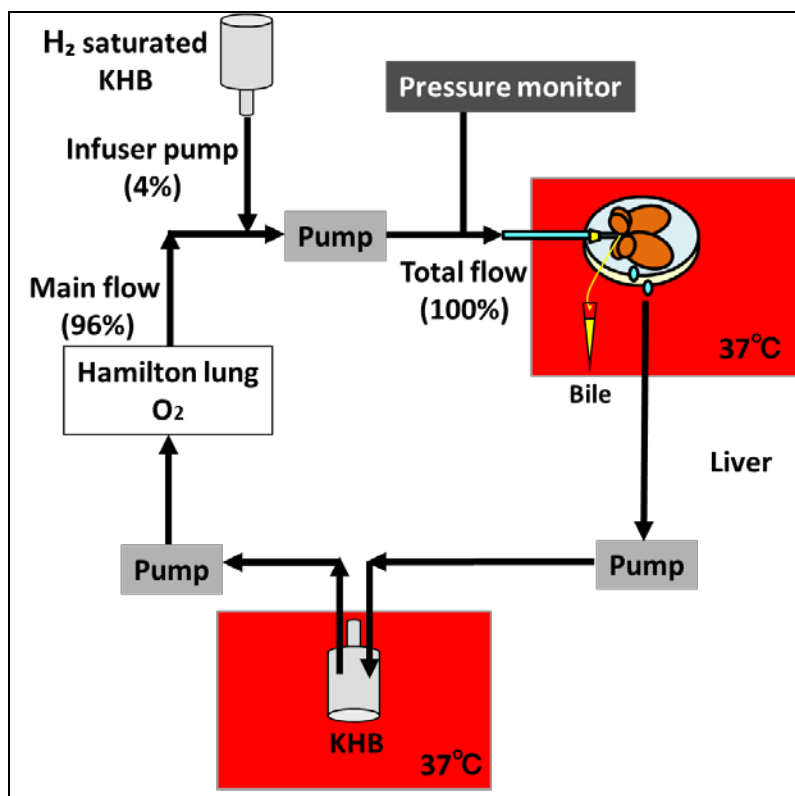 H₂ saturated
KHB
Pressure monitor
Infuser pump
(4%)
Pump
Main flow
(96%)
Total flow
(100%)
37℃
Hamilton lung
O₂
Bile
Liver
Pump
Pump
KHB
37℃